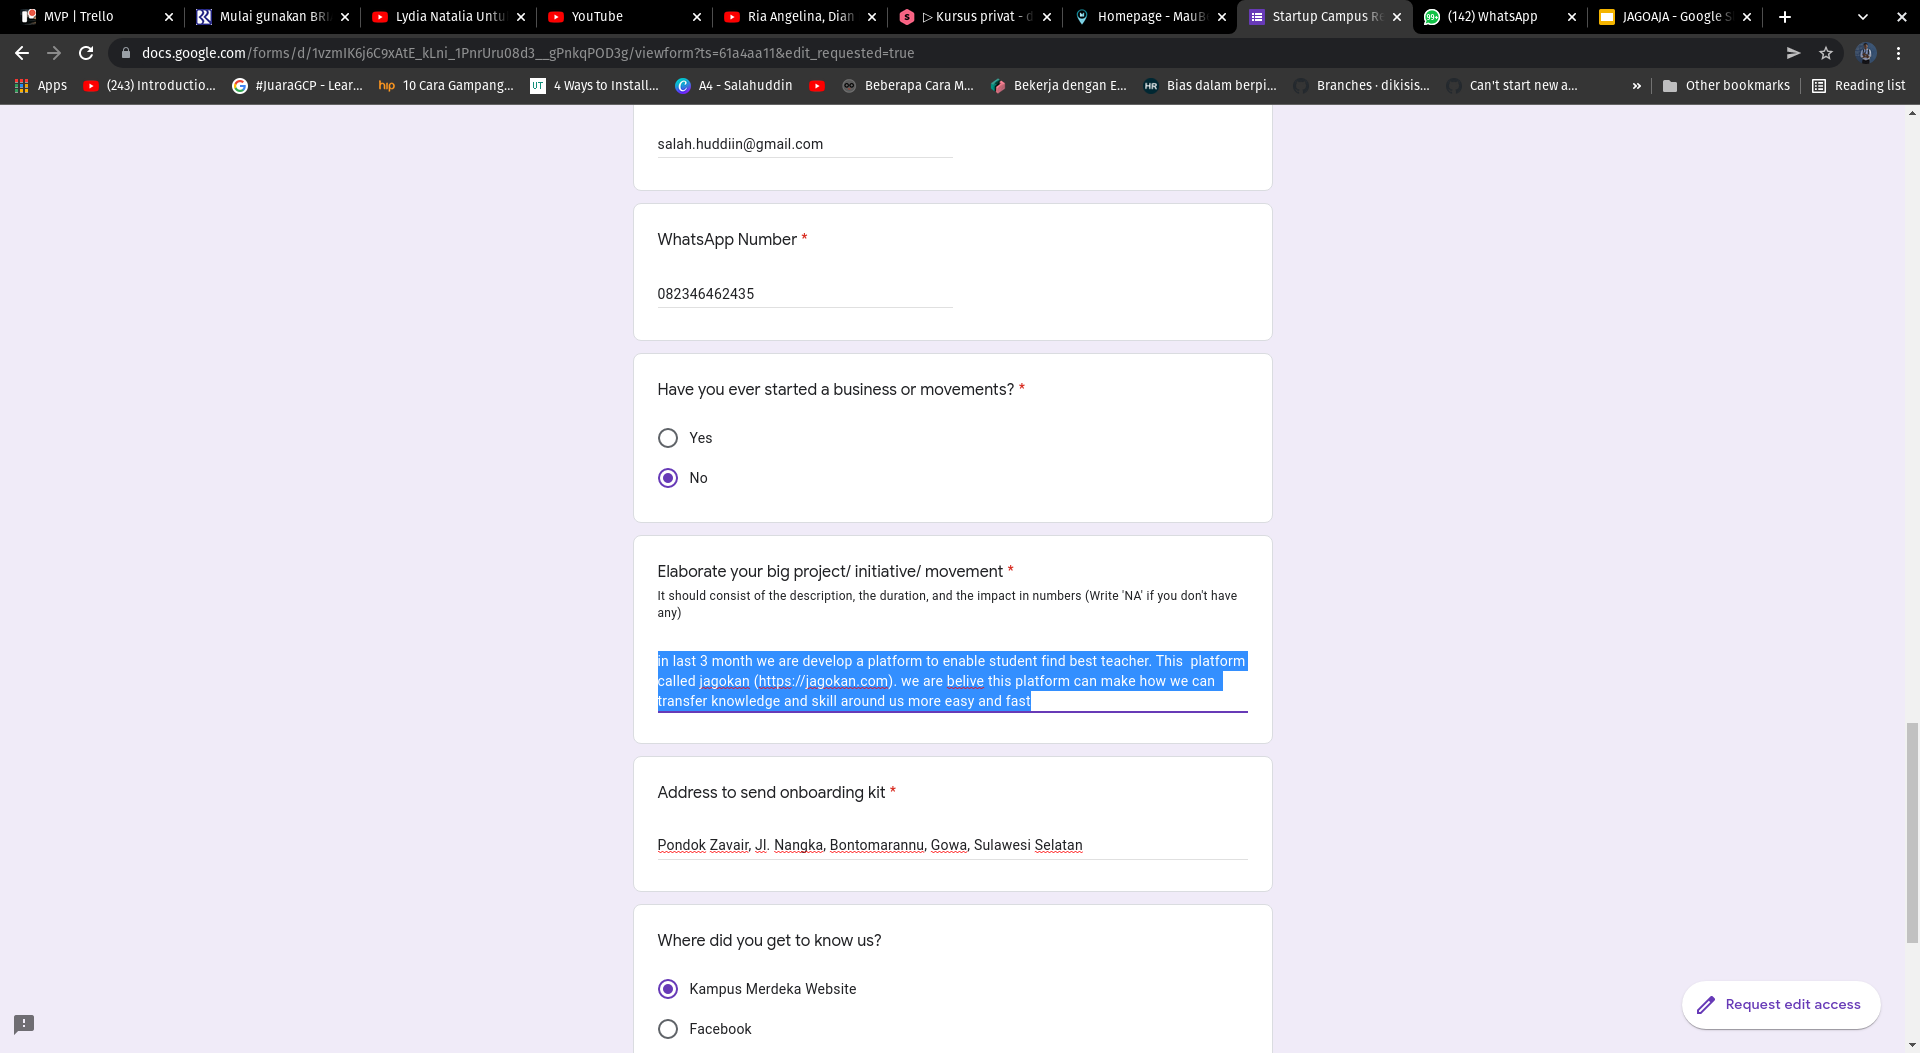 MVP | Trello
Mulai gunakan BRI
Lydia Natalia Untu
YouTube
Ria Angelina, Dian
▷ Kursus privat - d
Homepage - MauB
Startup Campus Re
(142) WhatsApp
JAGOAJA - Google S
docs.google.com/forms/d/1vzmIK6j6C9xAtE_kLni_1PnrUru08d3__gPnkqPOD3g/viewform?ts=61a4aa11&edit_requested=true
Apps
(243) Introductio...
#JuaraGCP - Lear...
hip
10 Cara Gampang...
UT
4 Ways to Install...
A4 - Salahuddin
Beberapa Cara M...
Bekerja dengan E...
HR
Bias dalam berpi...
Branches · dikisis...
Can't start new a...
»
Other bookmarks
Reading list
salah.huddiin@gmail.com
WhatsApp Number *
082346462435
Have you ever started a business or movements? *
Yes
No
Elaborate your big project/ initiative/ movement *
It should consist of the description, the duration, and the impact in numbers (Write 'NA' if you don't have
any)
in last 3 month we are develop a platform to enable student find best teacher. This  platform
called jagokan (https://jagokan.com). we are belive this platform can make how we can
transfer knowledge and skill around us more easy and fast
Address to send onboarding kit *
Pondok Zavair, Jl. Nangka, Bontomarannu, Gowa, Sulawesi Selatan
Where did you get to know us?
Kampus Merdeka Website
Facebook
Request edit access